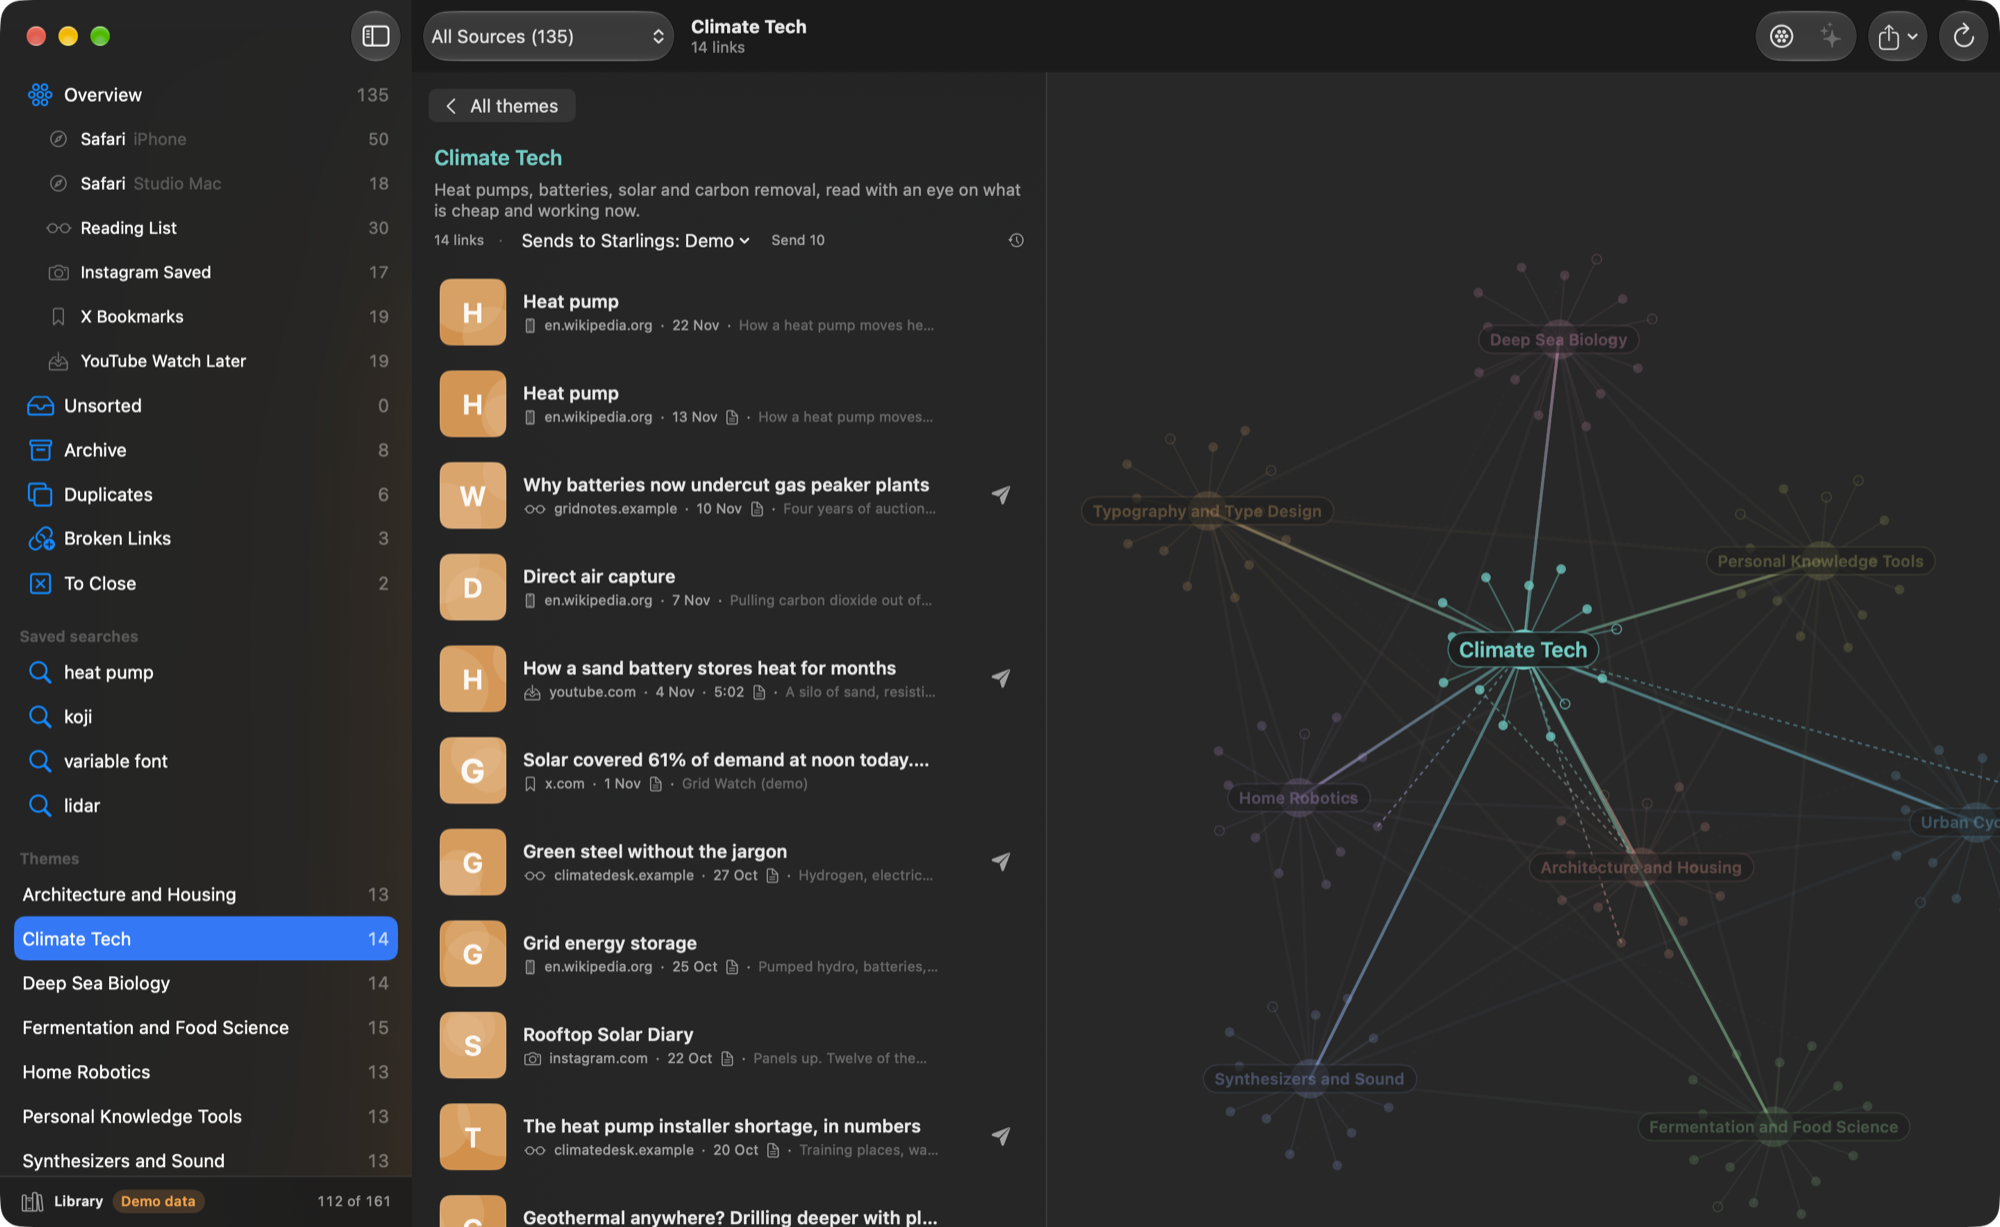 All Sources (135)
Climate Tech
14 links
Overview 135
Safari iPhone 50
Safari Studio Mac 18
Reading List 30
Instagram Saved 17
X Bookmarks 19
YouTube Watch Later 19
Unsorted 0
Archive 8
Duplicates 6
Broken Links 3
To Close 2
Saved searches
heat pump
koji
variable font
lidar
Themes
Architecture and Housing 13
Climate Tech 14
Deep Sea Biology 14
Fermentation and Food Science 15
Home Robotics 13
Personal Knowledge Tools 13
Synthesizers and Sound 13
Library Demo data 112 of 161
All themes
Climate Tech
Heat pumps, batteries, solar and carbon removal, read with an eye on what
is cheap and working now.
14 links · Sends to Starlings: Demo Send 10
H
Heat pump
en.wikipedia.org · 22 Nov · How a heat pump moves he...
H
Heat pump
en.wikipedia.org · 13 Nov · How a heat pump moves...
W
Why batteries now undercut gas peaker plants
gridnotes.example · 10 Nov · Four years of auction...
D
Direct air capture
en.wikipedia.org · 7 Nov · Pulling carbon dioxide out of...
H
How a sand battery stores heat for months
youtube.com · 4 Nov · 5:02 · A silo of sand, resisti...
G
Solar covered 61% of demand at noon today....
x.com · 1 Nov · Grid Watch (demo)
G
Green steel without the jargon
climatedesk.example · 27 Oct · Hydrogen, electric...
G
Grid energy storage
en.wikipedia.org · 25 Oct · Pumped hydro, batteries,...
S
Rooftop Solar Diary
instagram.com · 22 Oct · Panels up. Twelve of the...
T
The heat pump installer shortage, in numbers
climatedesk.example · 20 Oct · Training places, wa...
Geothermal anywhere? Drilling deeper with pl...
Deep Sea Biology
Typography and Type Design
Personal Knowledge Tools
Climate Tech
Home Robotics
Urban Cyc
Architecture and Housing
Synthesizers and Sound
Fermentation and Food Science